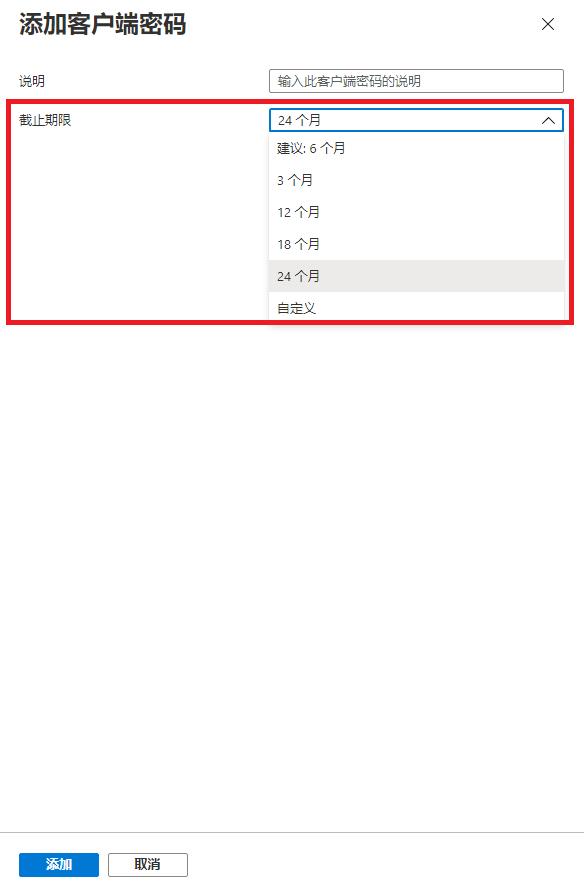 添加客户端密码
说明
输入此客户端密码的说明
截止期限
24 个月
建议: 6 个月
3 个月
12 个月
18 个月
24 个月
自定义
添加
取消